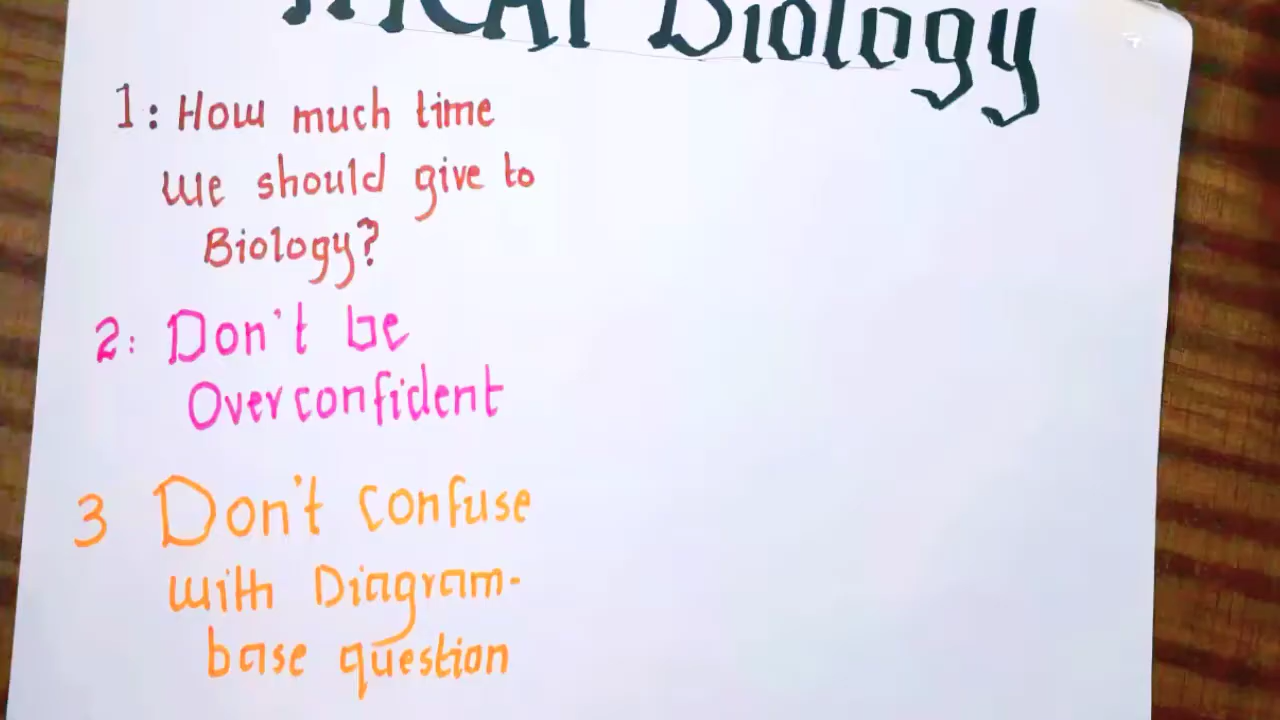 Biology
1: How much time
We should give to
Biology?
2: Don't be
Overconfident
3 Don't confuse
with Diagram-
base question